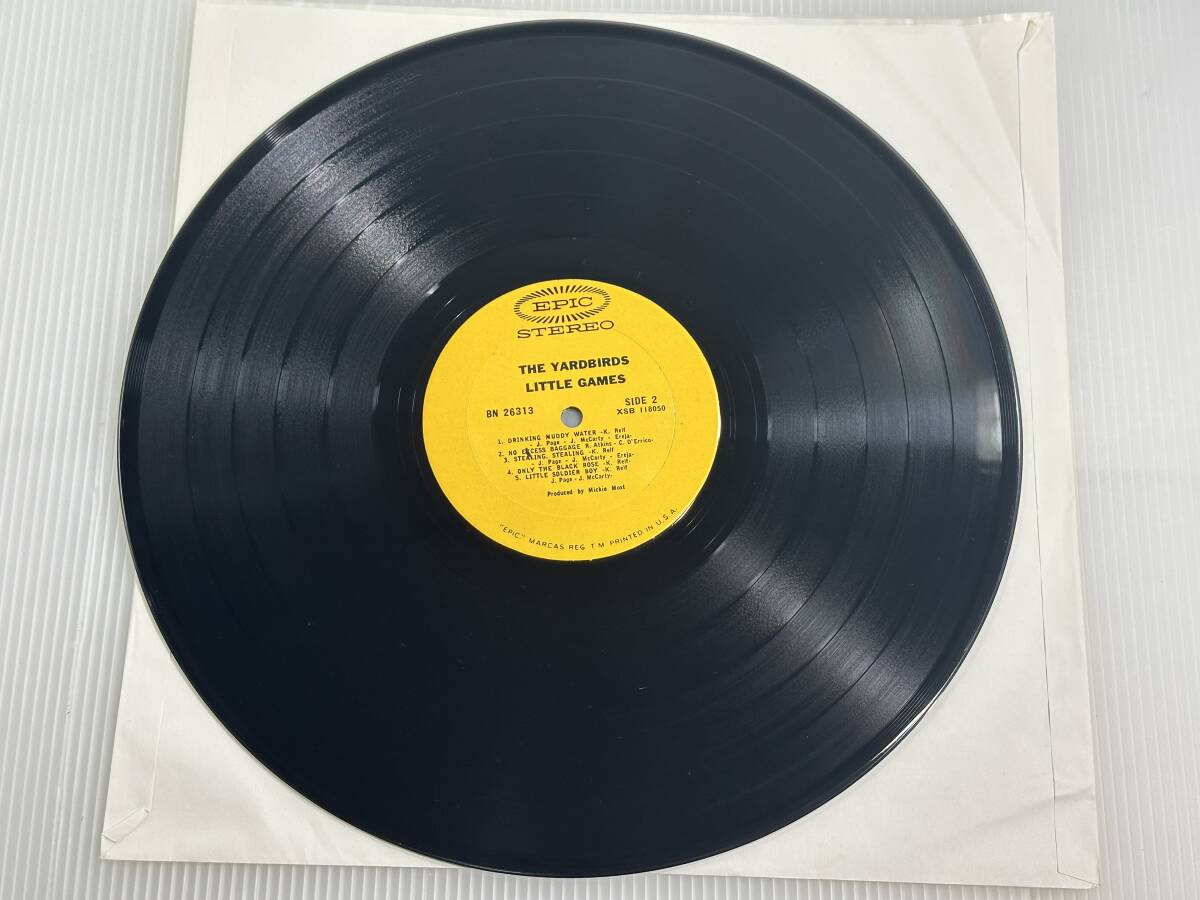 EPIC
STEREO
THE YARDBIRDS
LITTLE GAMES
BN 26313
SIDE 2
XSB 118050
1. DRINKING MUDDY WATER -K. Relf
- J. Page - J. McCarty - Ereja-
2. NO EXCESS BAGGAGE R. Atkins - C. D'Errico-
3. STEALING, STEALING -K. Relf
- J. Page - J. McCarty - Ereja-
4. ONLY THE BLACK ROSE -K. Relf-
5. LITTLE SOLDIER BOY -K. Relf
J. Page - J. McCarty-
Produced by Mickie Most
"EPIC" MARCAS REG. T M PRINTED IN U.S.A.